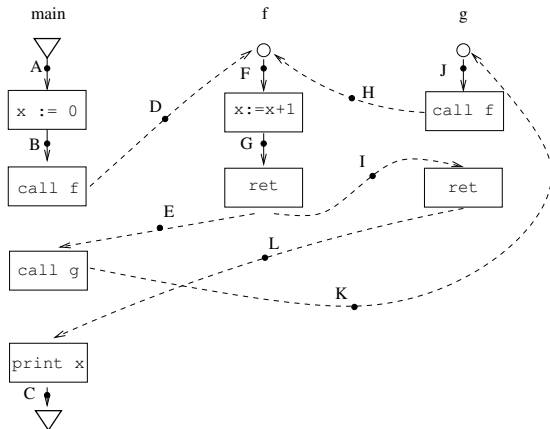 main f g
A F J
x := 0 D x:=x+1 H call f
B G
call f ret I ret
E
L
call g
K
print x
C